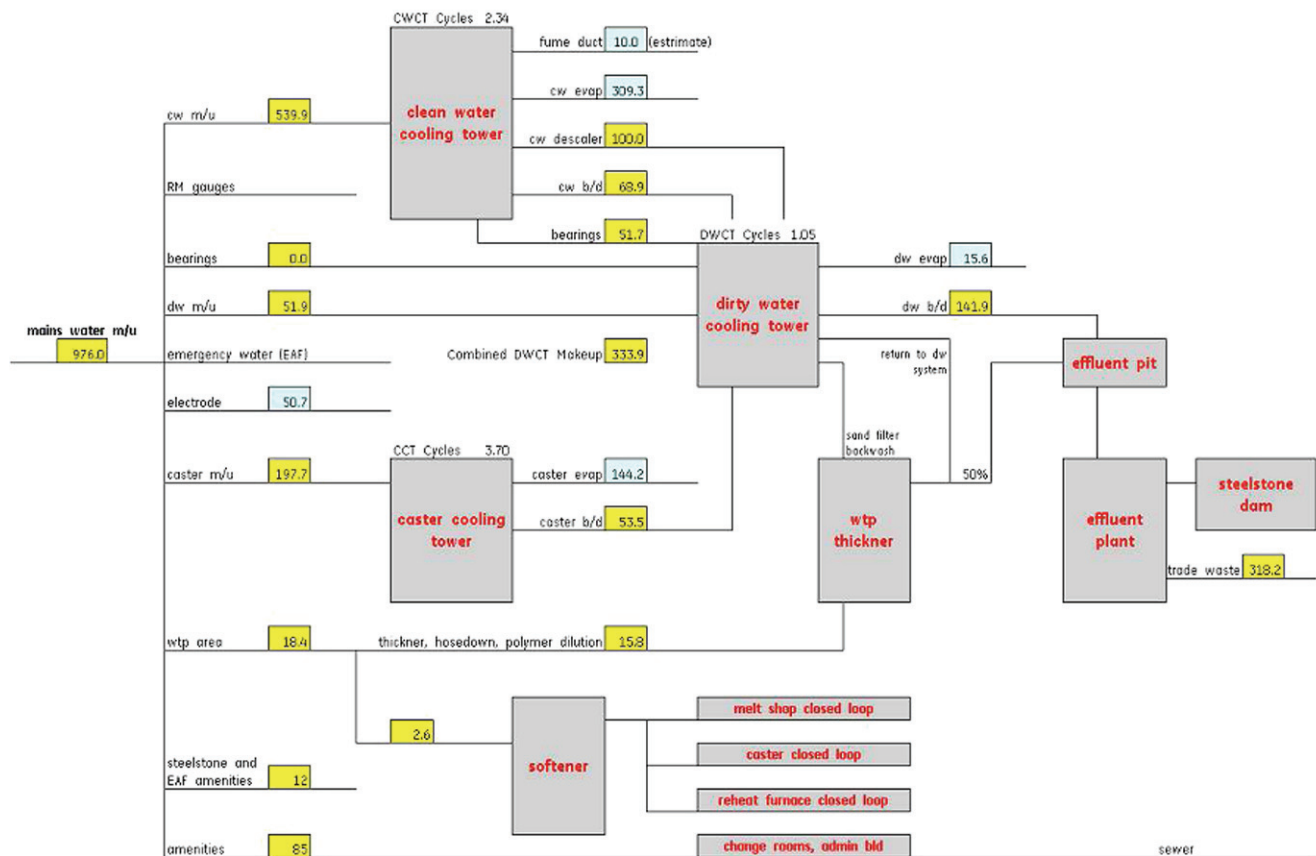 CWCT Cycles 2.34
fume duct 10.0 (estrimate)
cw evap 309.3
cw m/u 539.9
clean water
cooling tower
cw descaler 100.0
cw b/d 68.9
RM gauges
bearings 51.7
DWCT Cycles 1.05
bearings 0.0
dw evap 15.6
dw m/u 51.9
dirty water
cooling tower
dw b/d 141.9
mains water m/u
976.0
emergency water (EAF)
Combined DWCT Makeup 333.9
return to dw
system
effluent pit
electrode 50.7
sand filter
backwash
CCT Cycles 3.70
caster m/u 197.7
caster evap 144.2
50%
steelstone
dam
caster cooling
tower
caster b/d 53.5
wtp
thickner
effluent
plant
trade waste 318.2
wtp area 18.4
thickner, hosedown, polymer dilution 15.8
melt shop closed loop
2.6
softener
caster closed loop
steelstone and
EAF amenities 12
reheat furnace closed loop
amenities 85
change rooms, admin bld
sewer